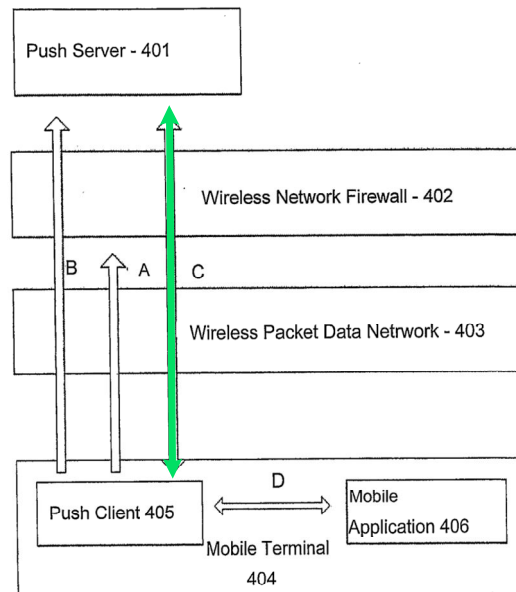 Push Server - 401
Wireless Network Firewall - 402
B
A
C
Wireless Packet Data Netrwork - 403
D
Push Client 405
Mobile
Application 406
Mobile Terminal
404